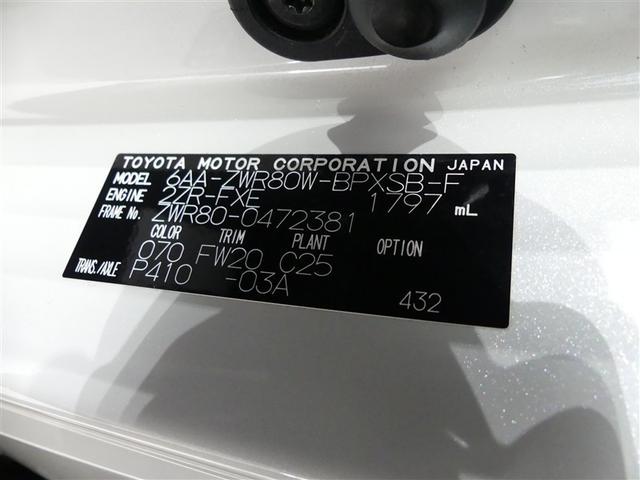 TOYOTA MOTOR CORPORATION JAPAN
MODEL 6AA-ZWR80W-BPXSB-F
ENGINE 2ZR-FXE 1797 mL
FRAME No. ZWR80-0472381
COLOR TRIM PLANT OPTION
070 FW20 C25
TRANS./AXLE P410 -03A 432